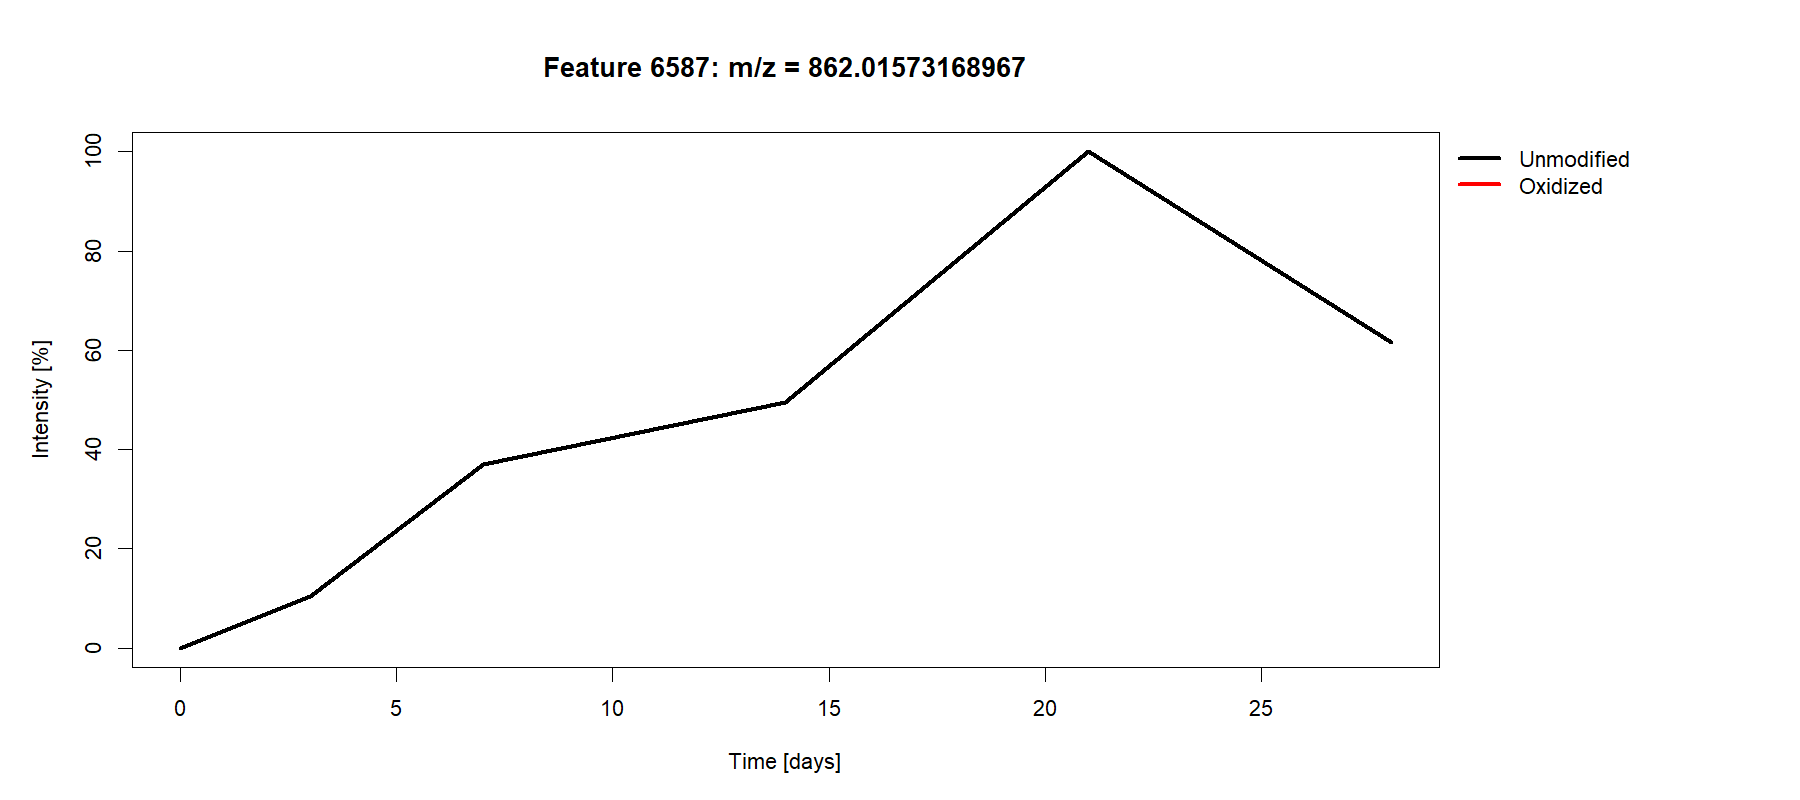 Feature 6587: m/z = 862.01573168967
100
80
60
40
20
0
Intensity [%]
0 5 10 15 20 25
Time [days]
Unmodified
Oxidized